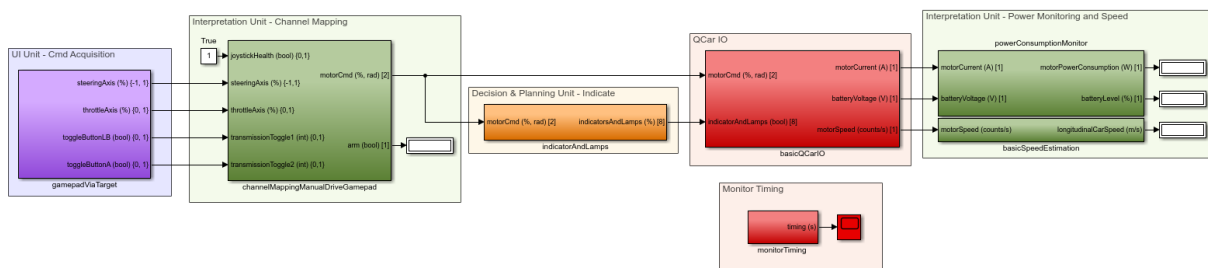 UI Unit - Cmd Acquisition
steeringAxis (%) {-1, 1}
throttleAxis (%) {0, 1}
toggleButtonLB (bool) {0, 1}
toggleButtonA (bool) {0, 1}
gamepadViaTarget
Interpretation Unit - Channel Mapping
True
1
joystickHealth (bool) {0,1}
steeringAxis (%) {-1,1}
throttleAxis (%) {0,1}
transmissionToggle1 (int) {0,1}
transmissionToggle2 (int) {0,1}
motorCmd (%, rad) [2]
arm (bool) [1]
channelMappingManualDriveGamepad
Decision & Planning Unit - Indicate
motorCmd (%, rad) [2]
indicatorsAndLamps (%) [8]
indicatorAndLamps
QCar IO
motorCmd (%, rad) [2]
indicatorAndLamps (bool) [8]
motorCurrent (A) [1]
batteryVoltage (V) [1]
motorSpeed (counts/s) [1]
basicQCarIO
Interpretation Unit - Power Monitoring and Speed
powerConsumptionMonitor
motorCurrent (A) [1]
motorPowerConsumption (W) [1]
batteryVoltage (V) [1]
batteryLevel (%) [1]
motorSpeed (counts/s)
longitudinalCarSpeed (m/s)
basicSpeedEstimation
Monitor Timing
timing (s)
monitorTiming